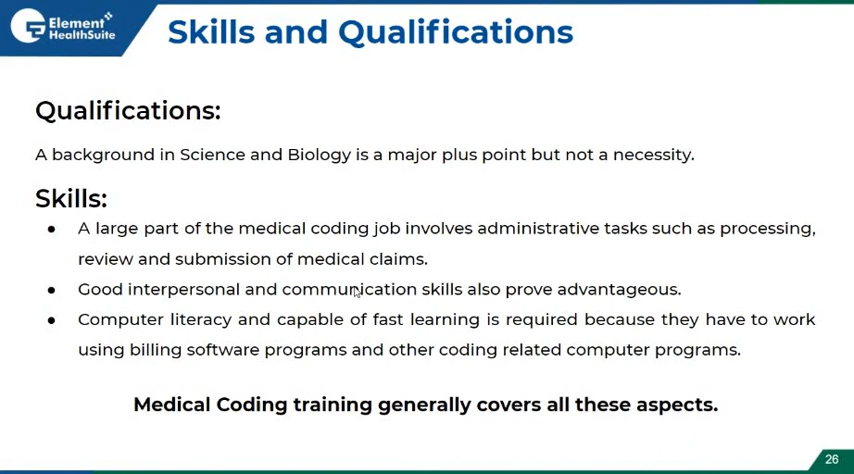 Element
HealthSuite
Skills and Qualifications
Qualifications:
A background in Science and Biology is a major plus point but not a necessity.
Skills:
● A large part of the medical coding job involves administrative tasks such as processing,
review and submission of medical claims.
● Good interpersonal and communication skills also prove advantageous.
● Computer literacy and capable of fast learning is required because they have to work
using billing software programs and other coding related computer programs.
Medical Coding training generally covers all these aspects.
26